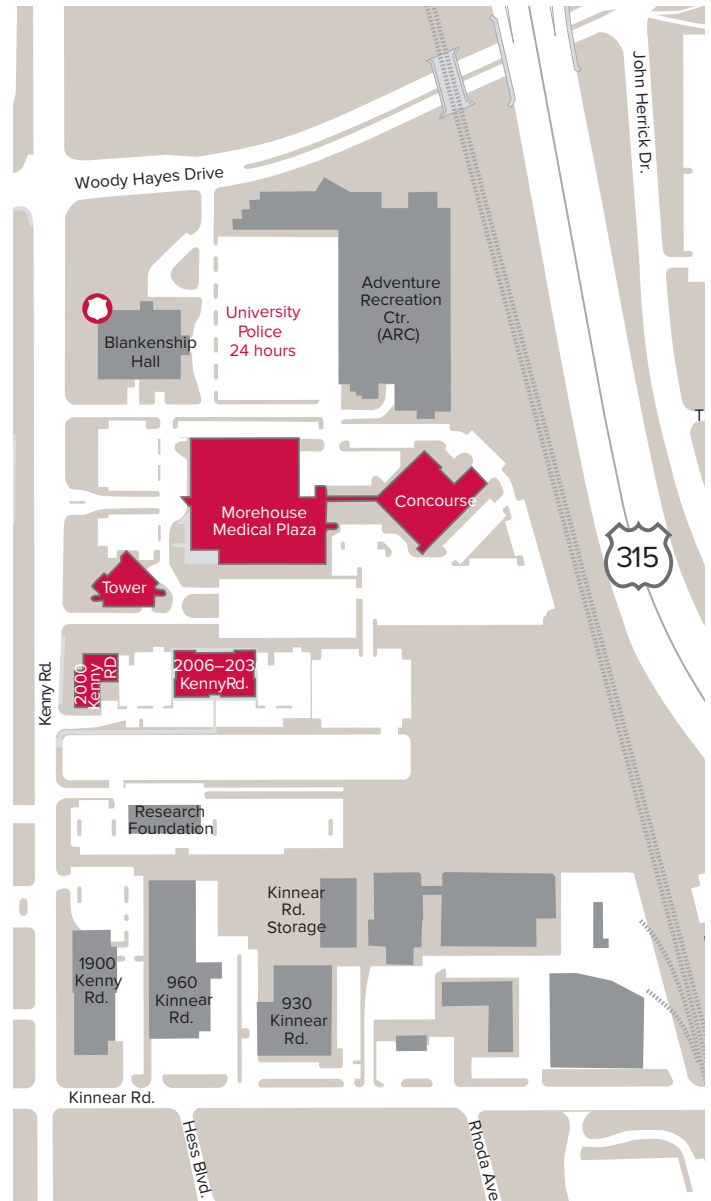 John Herrick Dr.
Woody Hayes Drive
Adventure
Recreation
Ctr.
(ARC)
University
Police
24 hours
Blankenship
Hall
T
Morehouse
Medical Plaza
Concourse
315
Tower
Kenny Rd.
2000
Kenny
RD
2006–203
KennyRd.
Research
Foundation
Kinnear
Rd.
Storage
1900
Kenny
Rd.
960
Kinnear
Rd.
930
Kinnear
Rd.
Kinnear Rd.
Hess Blvd.
Rhoda Ave